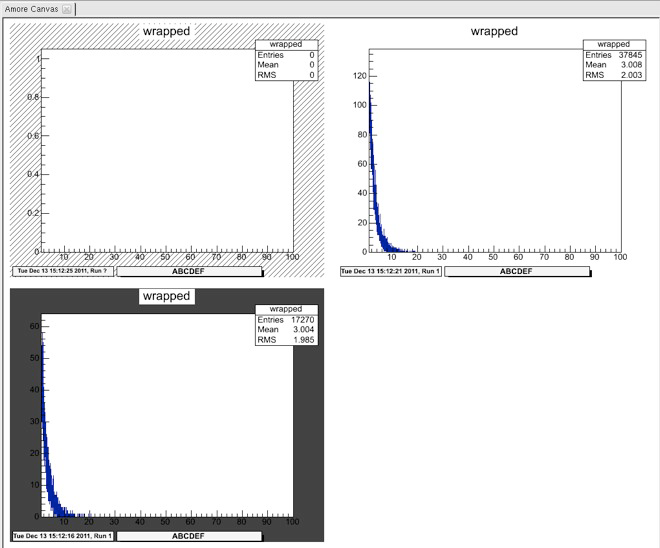 Amore Canvas
wrapped
wrapped
Entries 0
Mean 0
RMS 0
1
0.8
0.6
0.4
0.2
0
10 20 30 40 50 60 70 80 90 100
Tue Dec 13 15:12:25 2011, Run ?
ABCDEF
wrapped
wrapped
Entries 37845
Mean 3.008
RMS 2.003
120
100
80
60
40
20
0
10 20 30 40 50 60 70 80 90 100
Tue Dec 13 15:12:21 2011, Run 1
ABCDEF
wrapped
wrapped
Entries 17270
Mean 3.004
RMS 1.985
60
50
40
30
20
10
0
10 20 30 40 50 60 70 80 90 100
Tue Dec 13 15:12:16 2011, Run 1
ABCDEF